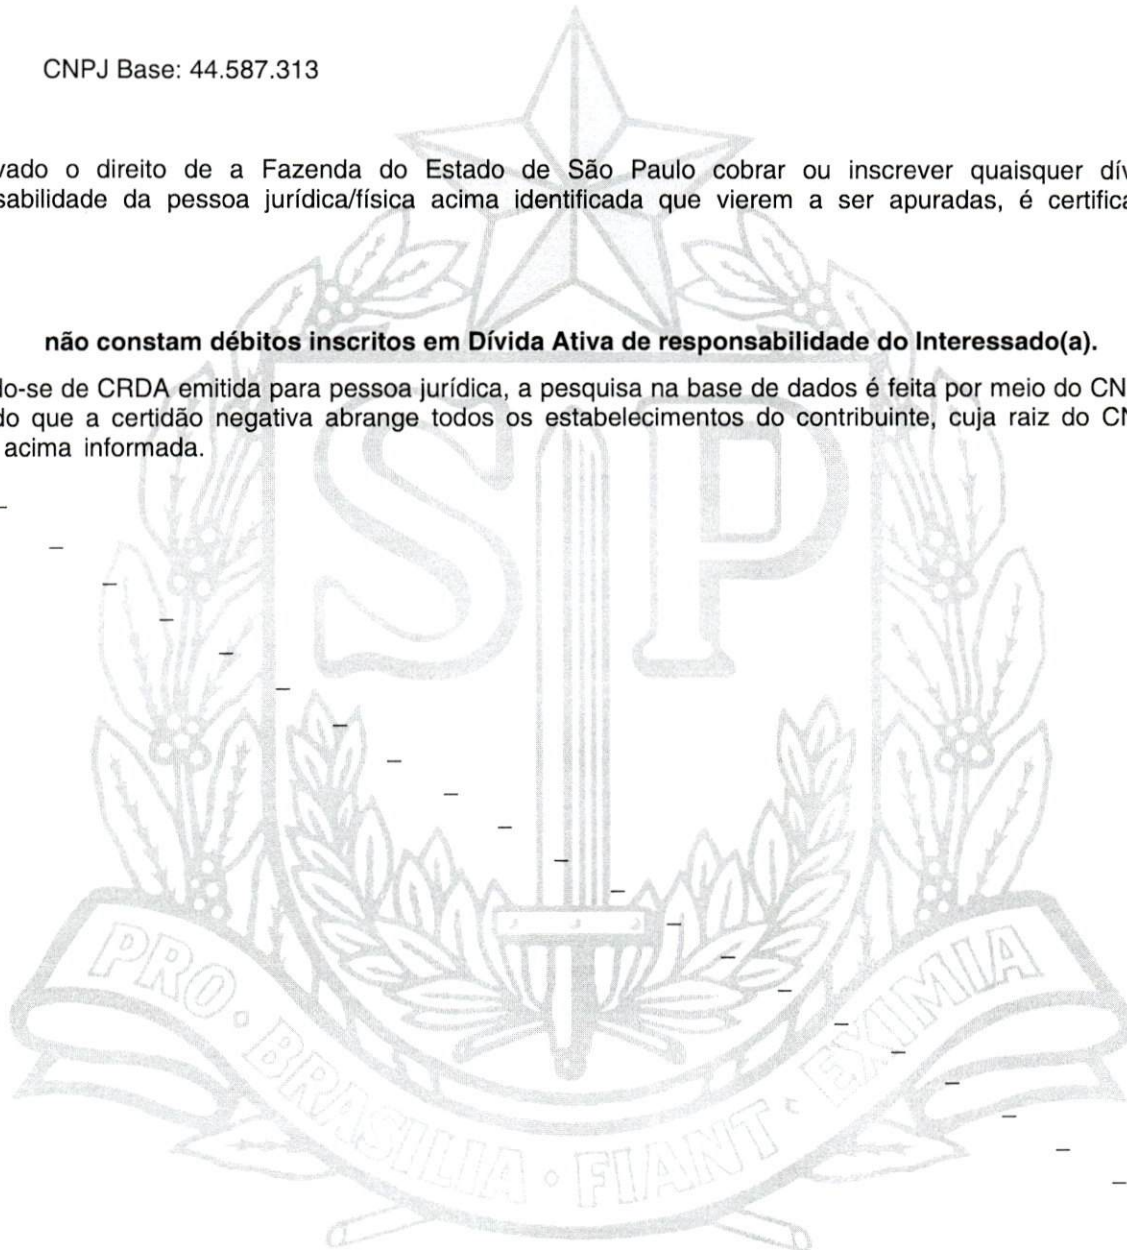 CNPJ Base: 44.587.313
vado o direito de a Fazenda do Estado de São Paulo cobrar ou inscrever quaisquer dív
sabilidade da pessoa jurídica/física acima identificada que vierem a ser apuradas, é certifica
não constam débitos inscritos em Dívida Ativa de responsabilidade do Interessado(a).
do-se de CRDA emitida para pessoa jurídica, a pesquisa na base de dados é feita por meio do CN
do que a certidão negativa abrange todos os estabelecimentos do contribuinte, cuja raiz do CN
acima informada.
SP
PRO · BRASILIA · FIANT · EXIMIA